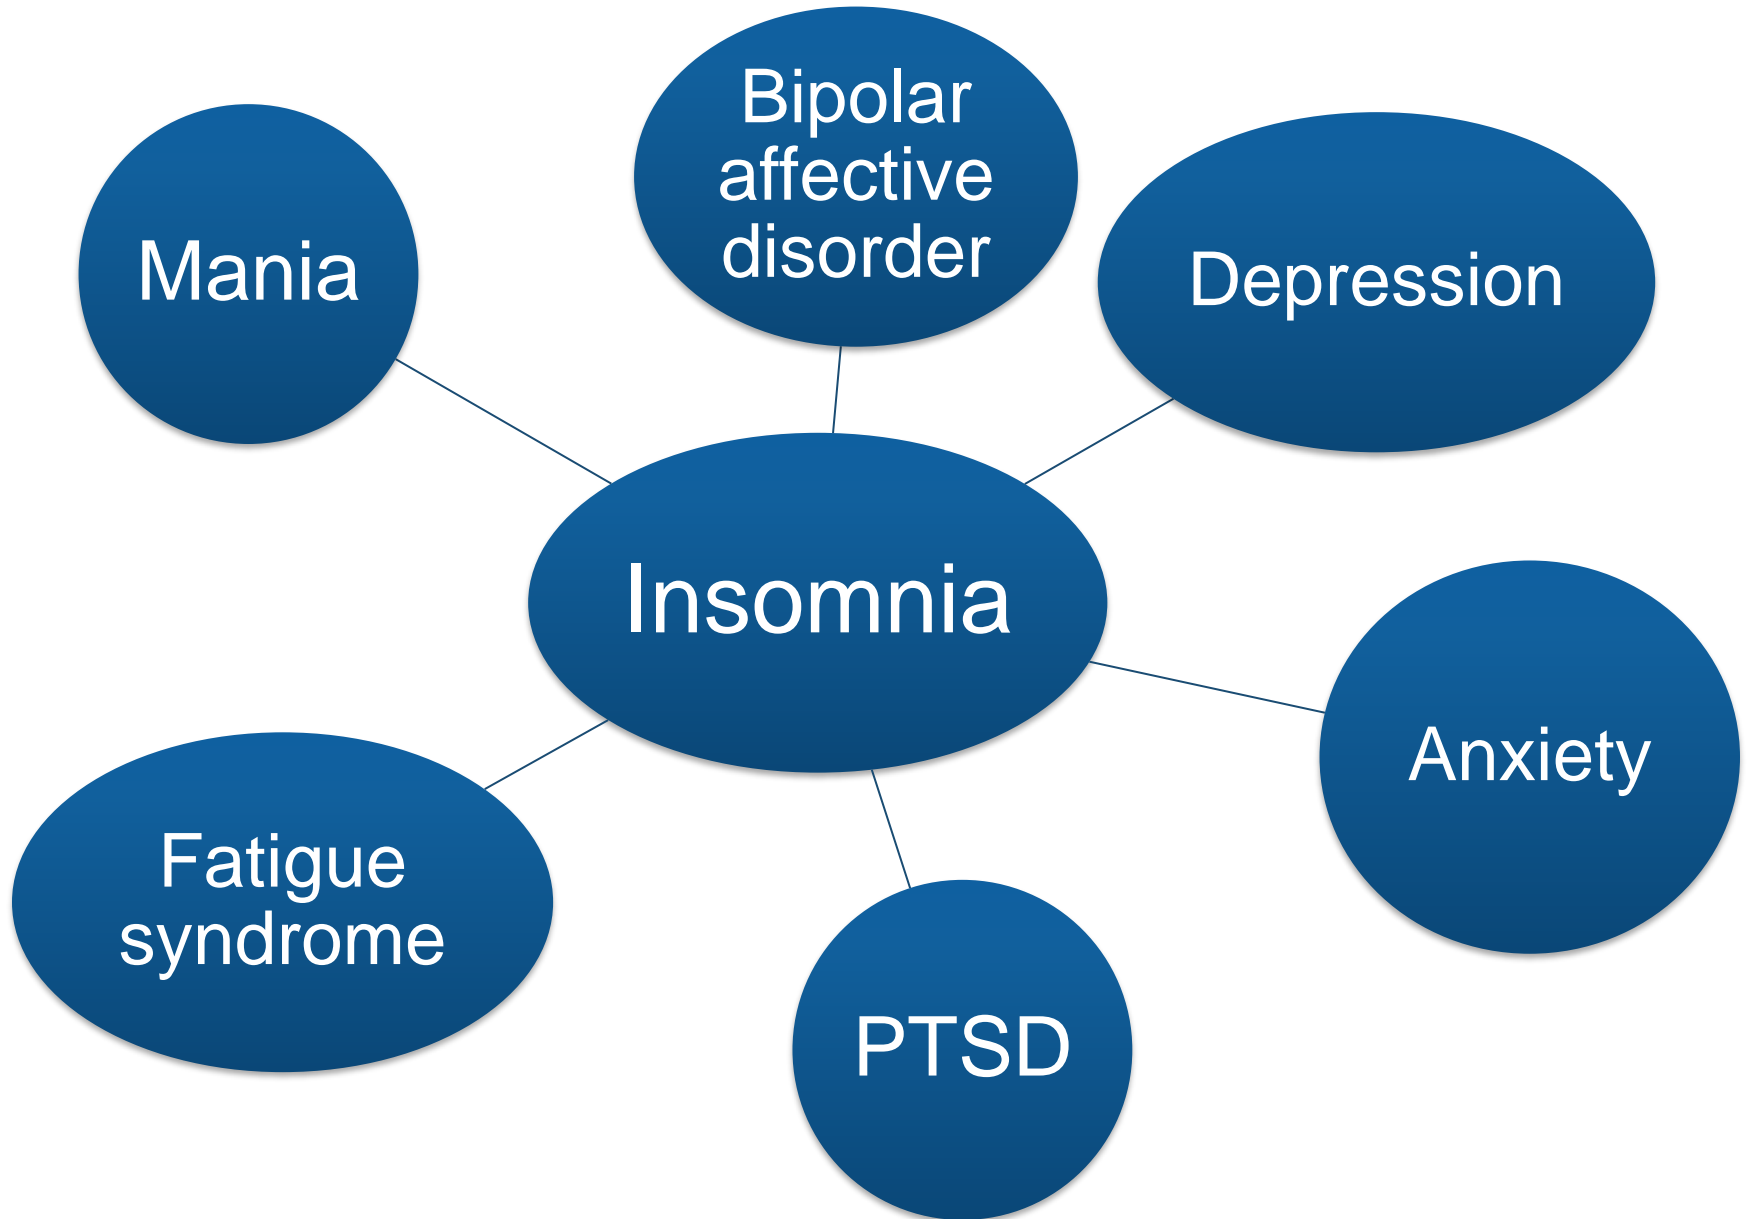 Bipolar
affective
disorder
Mania
Depression
Insomnia
Anxiety
Fatigue
syndrome
PTSD